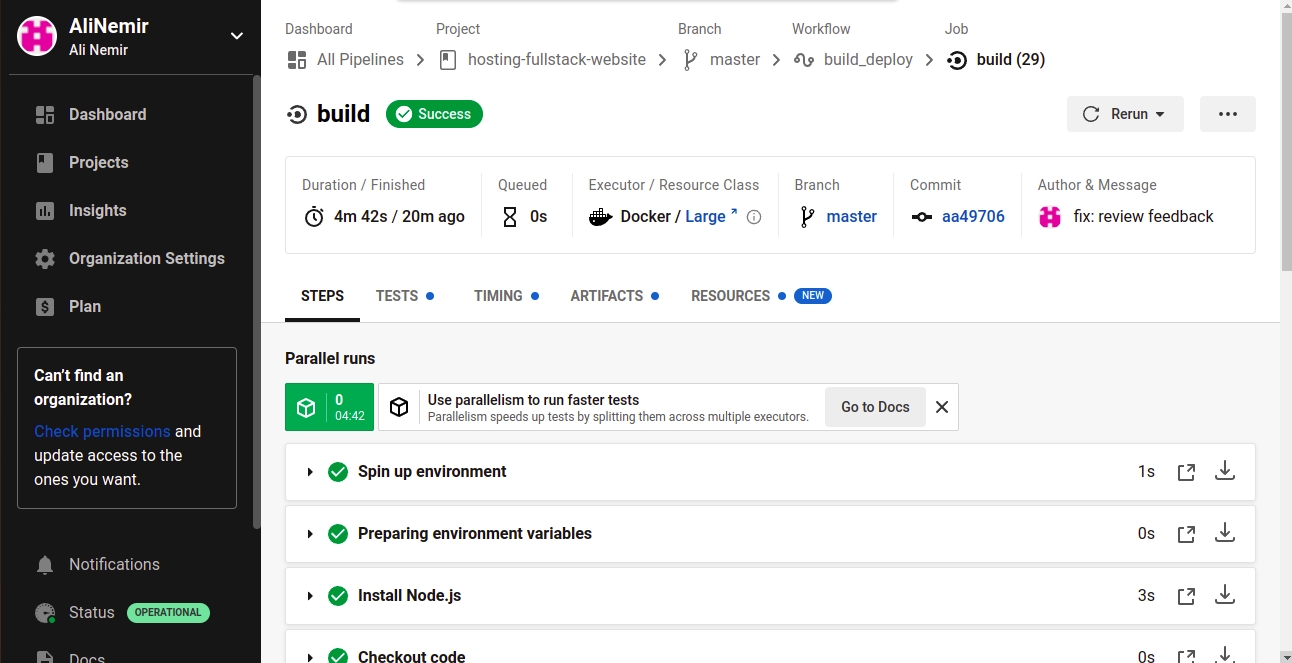 AliNemir
Ali Nemir
Dashboard
Projects
Insights
Organization Settings
Plan
Can't find an
organization?
Check permissions and
update access to the
ones you want.
Notifications
Status OPERATIONAL
Docs
Dashboard Project Branch Workflow Job
All Pipelines hosting-fullstack-website master build_deploy build (29)
build Success Rerun
Duration / Finished Queued Executor / Resource Class Branch Commit Author & Message
4m 42s / 20m ago 0s Docker / Large master aa49706 fix: review feedback
STEPS TESTS TIMING ARTIFACTS RESOURCES NEW
Parallel runs
0
04:42
Use parallelism to run faster tests
Parallelism speeds up tests by splitting them across multiple executors.
Go to Docs
Spin up environment 1s
Preparing environment variables 0s
Install Node.js 3s
Checkout code 0s